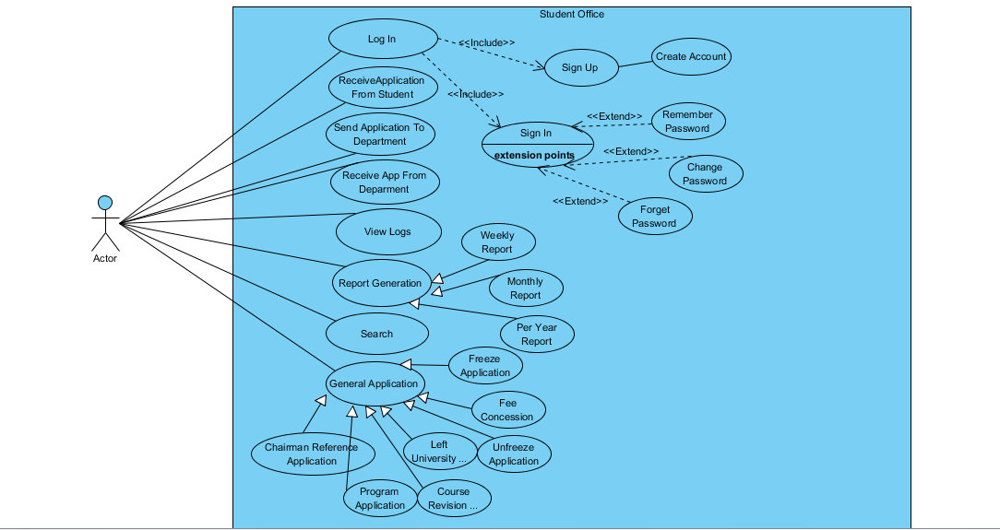 Student Office
Log In
<<Include>>
Sign Up
Create Account
ReceiveApplication
From Student
<<Include>>
Send Application To
Department
Sign In
extension points
<<Extend>>
Remember
Password
<<Extend>>
Change
Password
<<Extend>>
Forget
Password
Receive App From
Deparment
View Logs
Actor
Weekly
Report
Report Generation
Monthly
Report
Per Year
Report
Search
Freeze
Application
General Application
Fee
Concession
Chairman Reference
Application
Left
University ...
Unfreeze
Application
Program
Application
Course
Revision ...